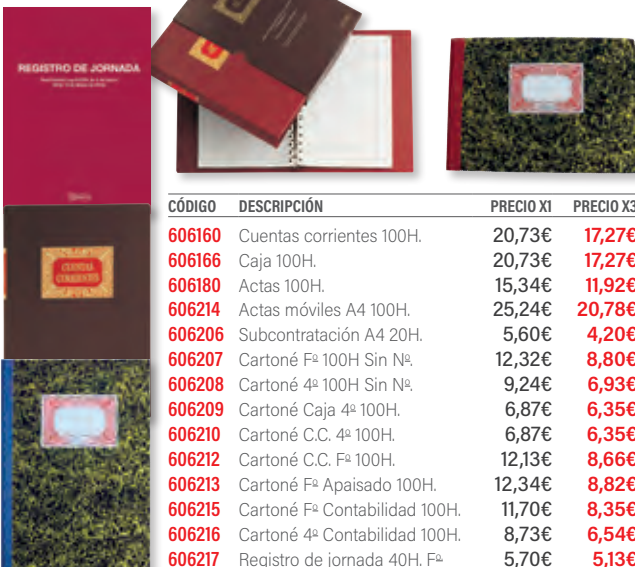 REGISTRO DE JORNADA
CUENTAS
CORRIENTES
CÓDIGO DESCRIPCIÓN PRECIO X1 PRECIO X3
606160 Cuentas corrientes 100H. 20,73€ 17,27€
606166 Caja 100H. 20,73€ 17,27€
606180 Actas 100H. 15,34€ 11,92€
606214 Actas móviles A4 100H. 25,24€ 20,78€
606206 Subcontratación A4 20H. 5,60€ 4,20€
606207 Cartoné Fº 100H Sin Nº. 12,32€ 8,80€
606208 Cartoné 4º 100H Sin Nº. 9,24€ 6,93€
606209 Cartoné Caja 4º 100H. 6,87€ 6,35€
606210 Cartoné C.C. 4º 100H. 6,87€ 6,35€
606212 Cartoné C.C. Fº 100H. 12,13€ 8,66€
606213 Cartoné Fº Apaisado 100H. 12,34€ 8,82€
606215 Cartoné Fº Contabilidad 100H. 11,70€ 8,35€
606216 Cartoné 4º Contabilidad 100H. 8,73€ 6,54€
606217 Registro de jornada 40H. Fº 5,70€ 5,13€